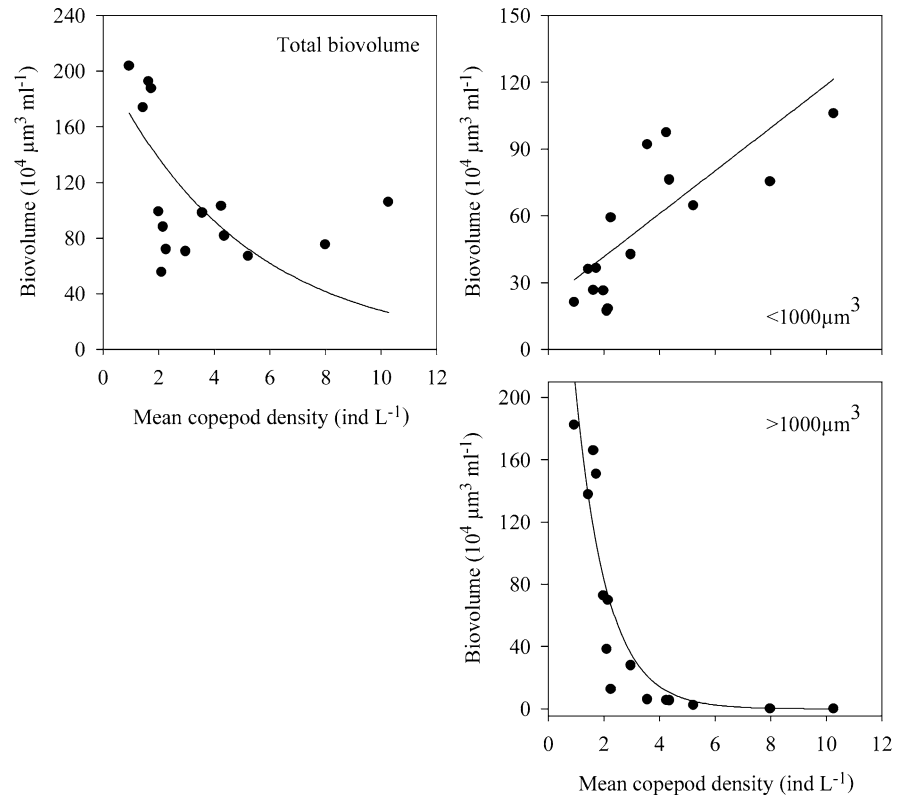 240
200
160
120
80
40
0
Total biovolume
Biovolume (10⁴ µm³ ml⁻¹)
0 2 4 6 8 10 12
Mean copepod density (ind L⁻¹)
150
120
90
60
30
0
<1000µm³
Biovolume (10⁴ µm³ ml⁻¹)
200
160
120
80
40
0
>1000µm³
Biovolume (10⁴ µm³ ml⁻¹)
0 2 4 6 8 10 12
Mean copepod density (ind L⁻¹)